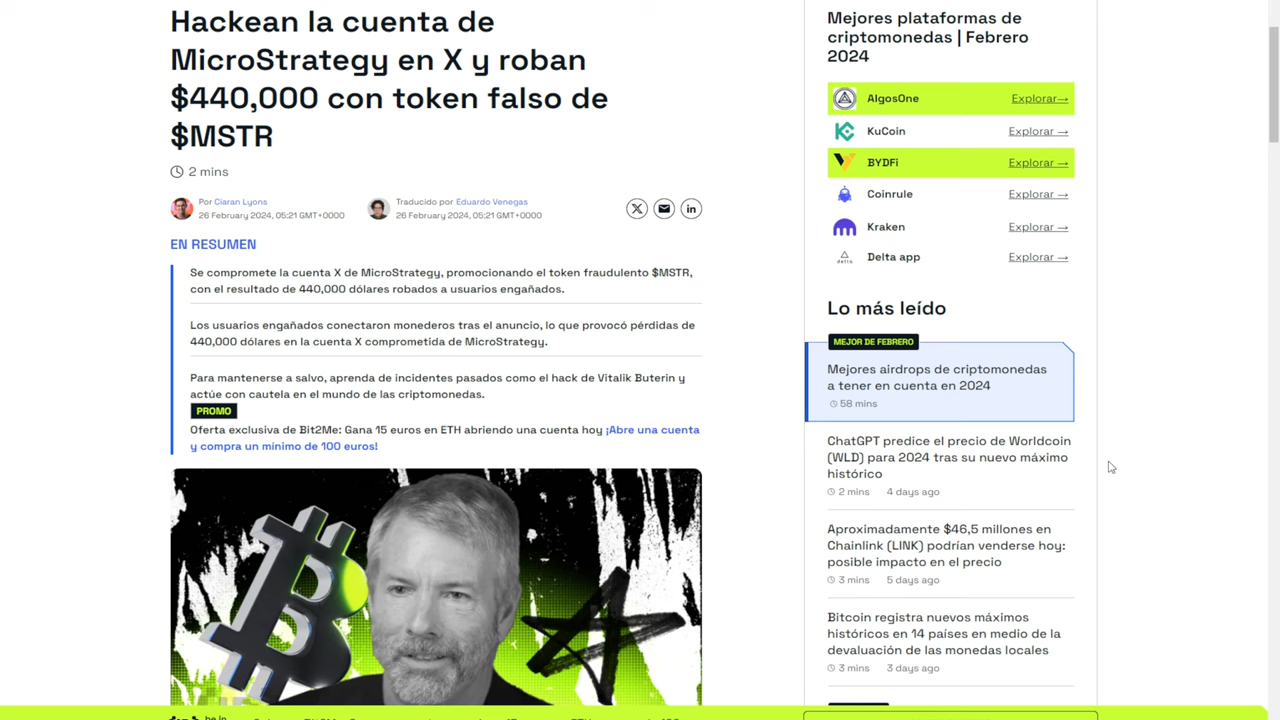 Hackean la cuenta de
MicroStrategy en X y roban
$440,000 con token falso de
$MSTR
2 mins
Por Ciaran Lyons
26 February 2024, 05:21 GMT+0000
Traducido por Eduardo Venegas
26 February 2024, 05:21 GMT+0000
EN RESUMEN
Se compromete la cuenta X de MicroStrategy, promocionando el token fraudulento $MSTR,
con el resultado de 440,000 dólares robados a usuarios engañados.
Los usuarios engañados conectaron monederos tras el anuncio, lo que provocó pérdidas de
440,000 dólares en la cuenta X comprometida de MicroStrategy.
Para mantenerse a salvo, aprenda de incidentes pasados como el hack de Vitalik Buterin y
actúe con cautela en el mundo de las criptomonedas.
PROMO
Oferta exclusiva de Bit2Me: Gana 15 euros en ETH abriendo una cuenta hoy ¡Abre una cuenta
y compra un mínimo de 100 euros!
Mejores plataformas de
criptomonedas | Febrero
2024
AlgosOne Explorar→
KuCoin Explorar →
BYDFi Explorar →
Coinrule Explorar →
Kraken Explorar →
Delta app Explorar →
Lo más leído
MEJOR DE FEBRERO
Mejores airdrops de criptomonedas
a tener en cuenta en 2024
58 mins
ChatGPT predice el precio de Worldcoin
(WLD) para 2024 tras su nuevo máximo
histórico
2 mins 4 days ago
Aproximadamente $46,5 millones en
Chainlink (LINK) podrían venderse hoy:
posible impacto en el precio
3 mins 5 days ago
Bitcoin registra nuevos máximos
históricos en 14 países en medio de la
devaluación de las monedas locales
3 mins 3 days ago